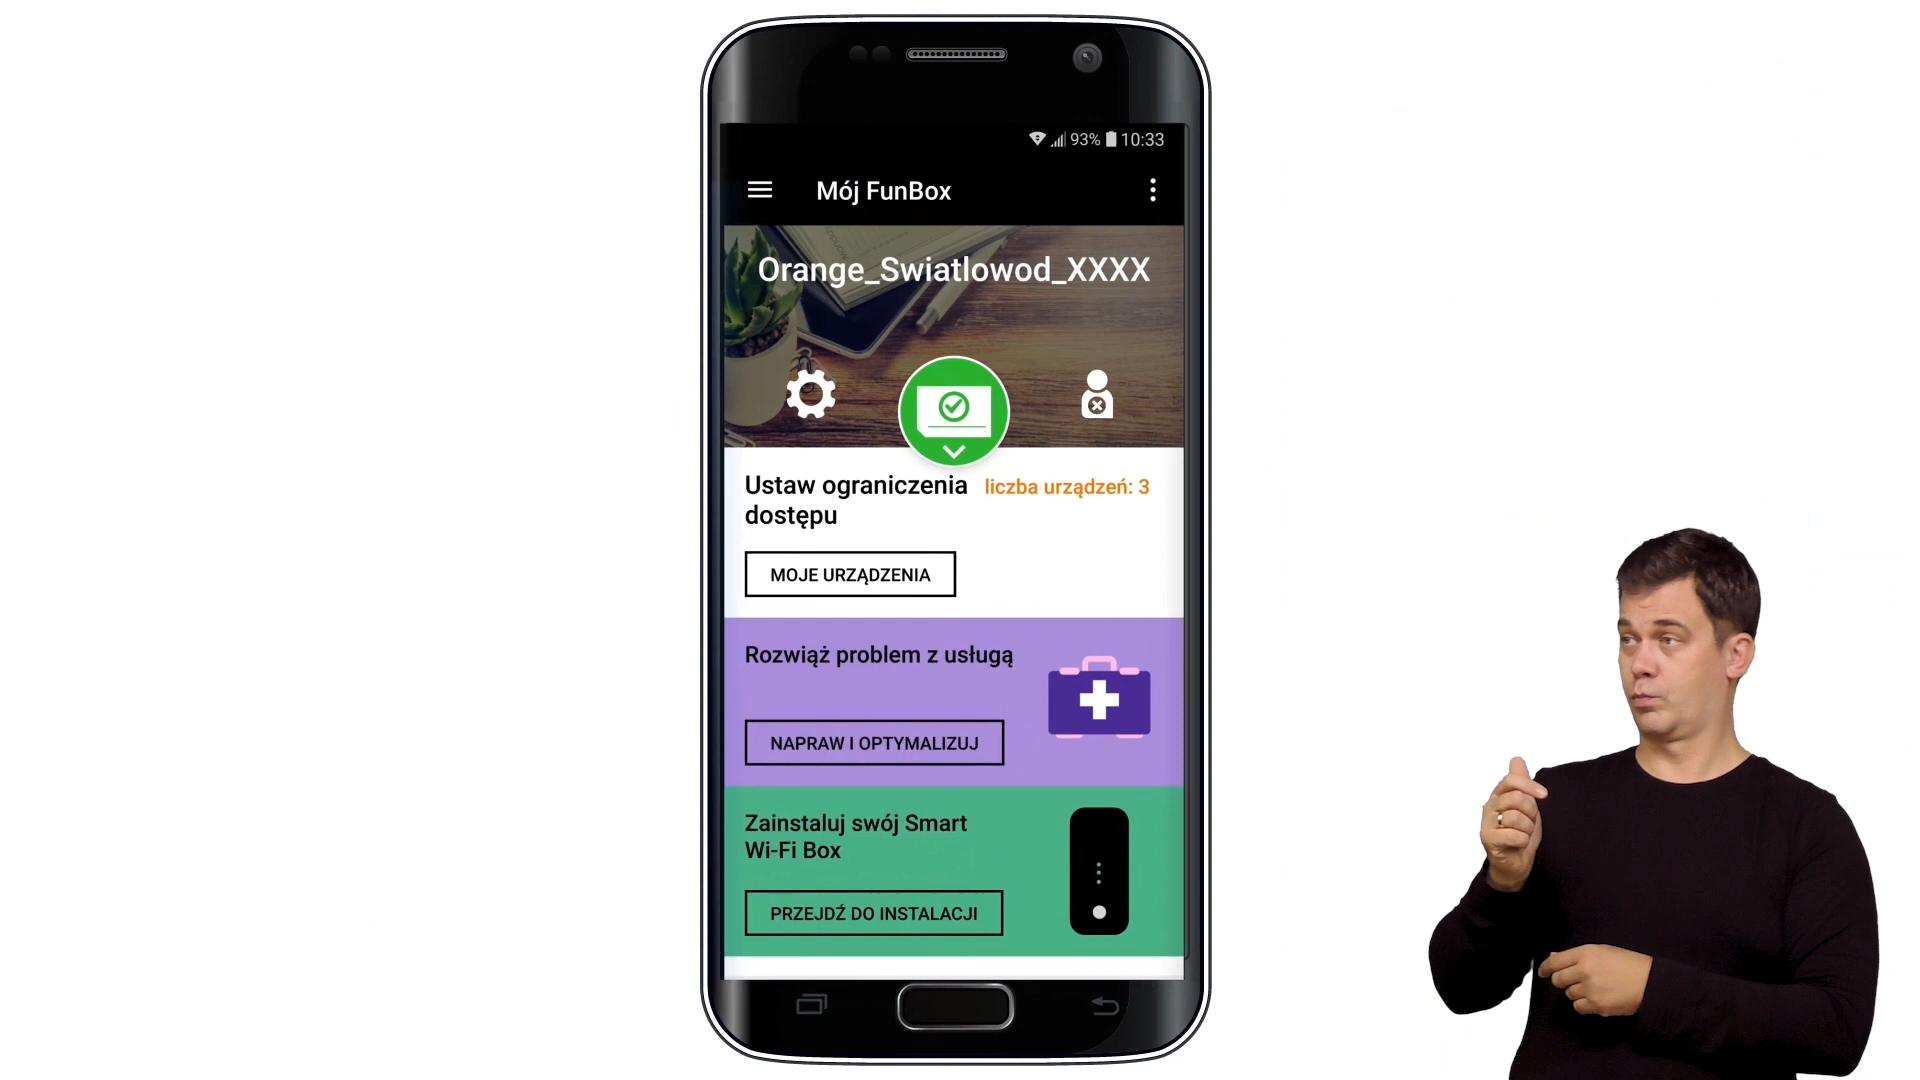 93% 10:33
Mój FunBox
Orange_Swiatlowod_XXXX
Ustaw ograniczenia liczba urządzeń: 3
dostępu
MOJE URZĄDZENIA
Rozwiąż problem z usługą
NAPRAW I OPTYMALIZUJ
Zainstaluj swój Smart
Wi-Fi Box
PRZEJDŹ DO INSTALACJI